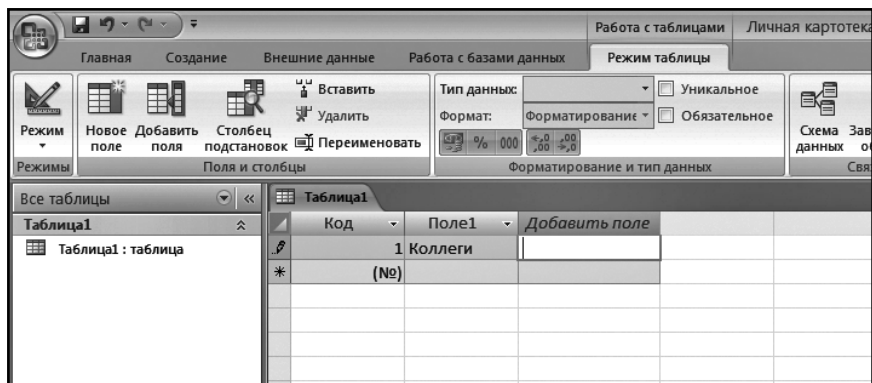 Работа с таблицами Личная картотека
Главная Создание Внешние данные Работа с базами данных Режим таблицы
Режим
Новое поле
Добавить поля
Столбец подстановок
Вставить
Удалить
Переименовать
Тип данных:
Формат: Форматирование
% 000
Уникальное
Обязательное
Схема данных
Режимы Поля и столбцы Форматирование и тип данных
Все таблицы
Таблица1
Таблица1 : таблица
Таблица1
Код Поле1 Добавить поле
1 Коллеги
(№)